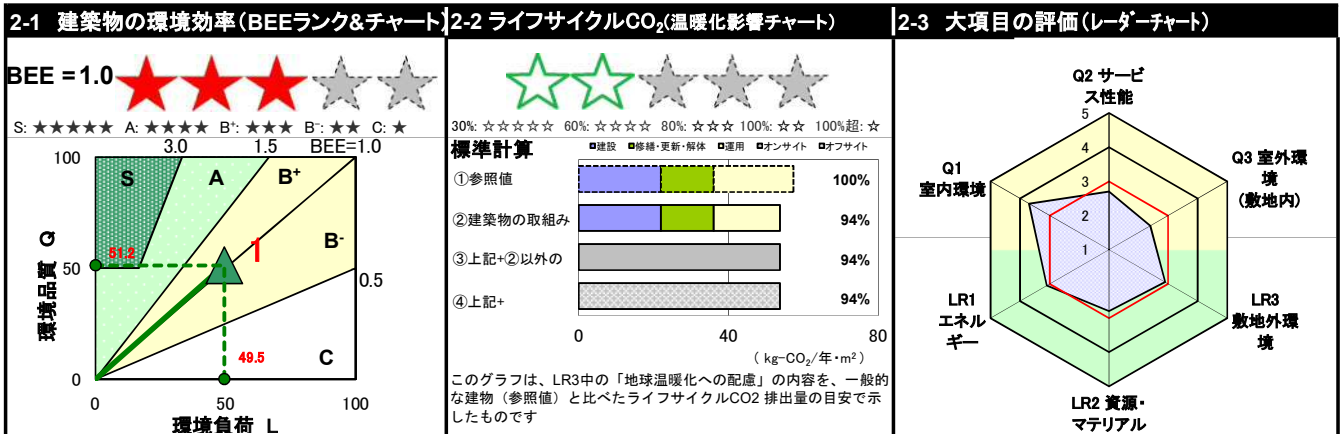 2-1 建築物の環境効率(BEEランク&チャート)
BEE = 1.0
S: ★★★★★ A: ★★★★ B⁺: ★★★ B⁻: ★★ C: ★
3.0 1.5 BEE=1.0
100
S A B⁺
51.2
1
B⁻
50
0.5
49.5
C
0
環境品質 Q
0 50 100
環境負荷 L
2-2 ライフサイクルCO₂(温暖化影響チャート)
30%: ☆☆☆☆☆ 60%: ☆☆☆☆ 80%: ☆☆☆ 100%: ☆☆ 100%超: ☆
標準計算
■建設 ■修繕・更新・解体 ■運用 ■オンサイト ■オフサイト
①参照値 100%
②建築物の取組み 94%
③上記+②以外の 94%
④上記+ 94%
0 40 80
( kg-CO₂/年・m²)
このグラフは、LR3中の「地球温暖化への配慮」の内容を、一般的
な建物(参照値)と比べたライフサイクルCO2 排出量の目安で示
したものです
2-3 大項目の評価(レーダーチャート)
Q2 サービ
ス性能
5
4
3
2
1
Q1
室内環境
Q3 室外環
境
(敷地内)
LR1
エネル
ギー
LR3
敷地外環
境
LR2 資源・
マテリアル